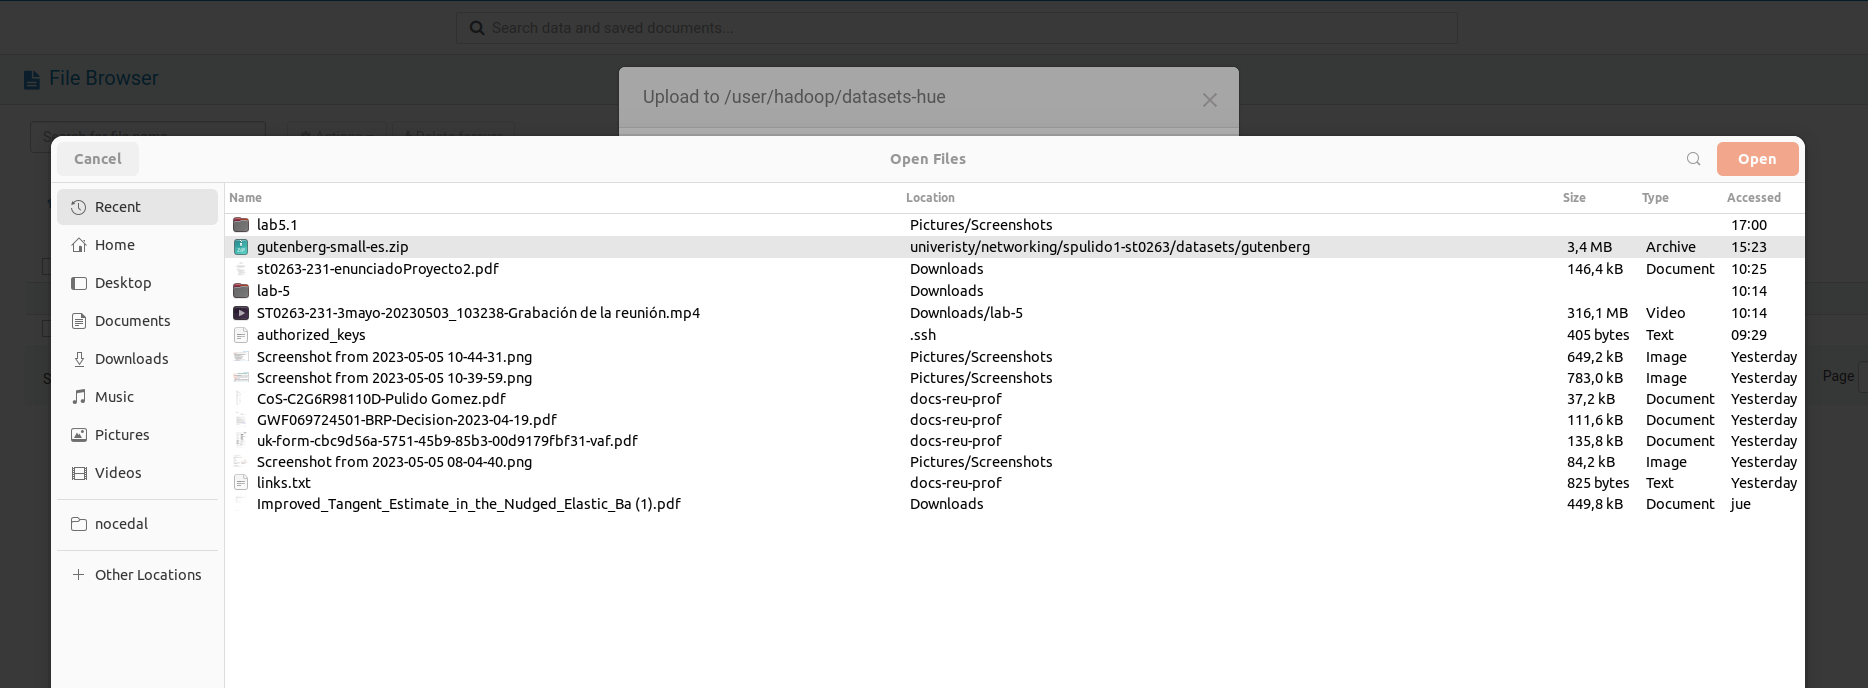 Search data and saved documents...
File Browser
Upload to /user/hadoop/datasets-hue
Cancel Open Files Open
Recent
Home
Desktop
Documents
Downloads
Music
Pictures
Videos
nocedal
Other Locations
Name Location Size Type Accessed
lab5.1 Pictures/Screenshots 17:00
gutenberg-small-es.zip univeristy/networking/spulido1-st0263/datasets/gutenberg 3,4 MB Archive 15:23
st0263-231-enunciadoProyecto2.pdf Downloads 146,4 kB Document 10:25
lab-5 Downloads 10:14
ST0263-231-3mayo-20230503_103238-Grabación de la reunión.mp4 Downloads/lab-5 316,1 MB Video 10:14
authorized_keys .ssh 405 bytes Text 09:29
Screenshot from 2023-05-05 10-44-31.png Pictures/Screenshots 649,2 kB Image Yesterday
Screenshot from 2023-05-05 10-39-59.png Pictures/Screenshots 783,0 kB Image Yesterday
CoS-C2G6R98110D-Pulido Gomez.pdf docs-reu-prof 37,2 kB Document Yesterday
GWF069724501-BRP-Decision-2023-04-19.pdf docs-reu-prof 111,6 kB Document Yesterday
uk-form-cbc9d56a-5751-45b9-85b3-00d9179fbf31-vaf.pdf docs-reu-prof 135,8 kB Document Yesterday
Screenshot from 2023-05-05 08-04-40.png Pictures/Screenshots 84,2 kB Image Yesterday
links.txt docs-reu-prof 825 bytes Text Yesterday
Improved_Tangent_Estimate_in_the_Nudged_Elastic_Ba (1).pdf Downloads 449,8 kB Document jue
Page